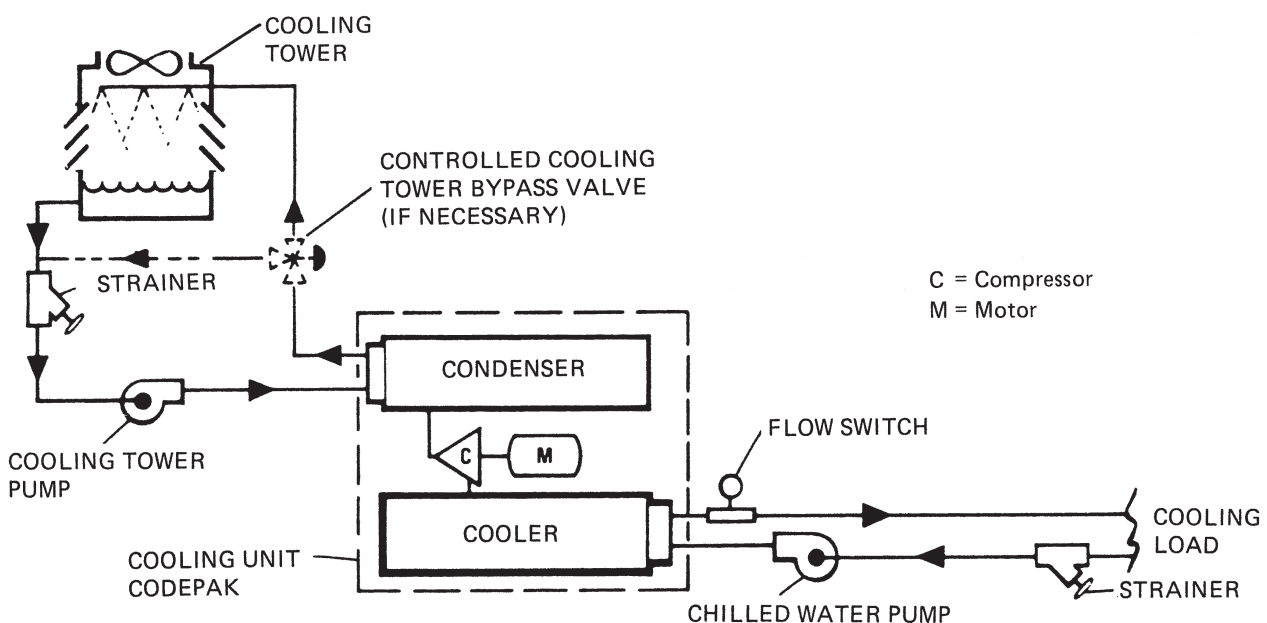 COOLING
TOWER
CONTROLLED COOLING
TOWER BYPASS VALVE
(IF NECESSARY)
STRAINER
C = Compressor
M = Motor
CONDENSER
COOLING TOWER
PUMP
C
M
FLOW SWITCH
COOLER
COOLING
LOAD
COOLING UNIT
CODEPAK
CHILLED WATER PUMP
STRAINER